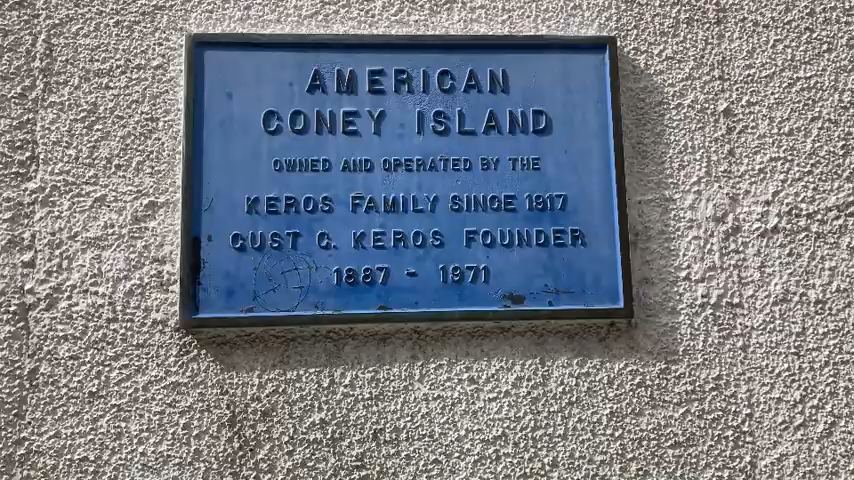 AMERICAN
CONEY ISLAND
OWNED AND OPERATED BY THE
KEROS FAMILY SINCE 1917
GUST G. KEROS FOUNDER
1887 - 1971